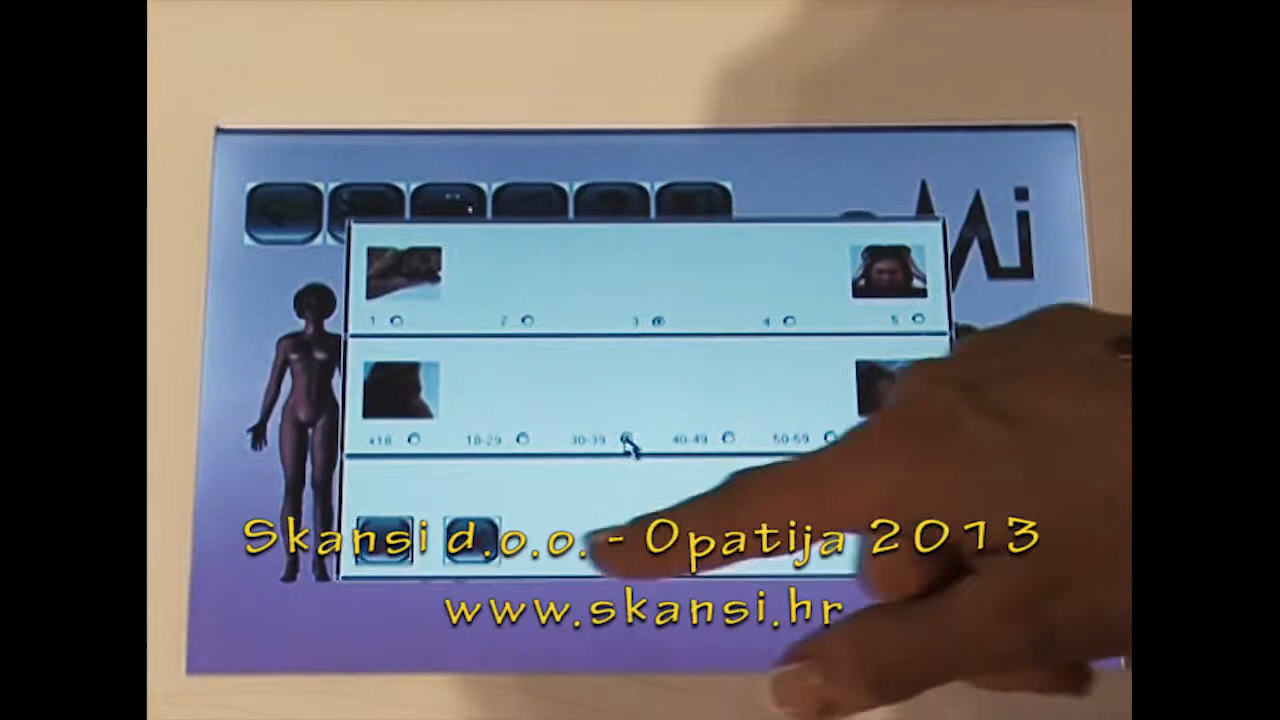 Mi
1 2 3 4 5
<18 18-29 30-39 40-49 50-59
Skansi d.o.o. - Opatija 2013
www.skansi.hr